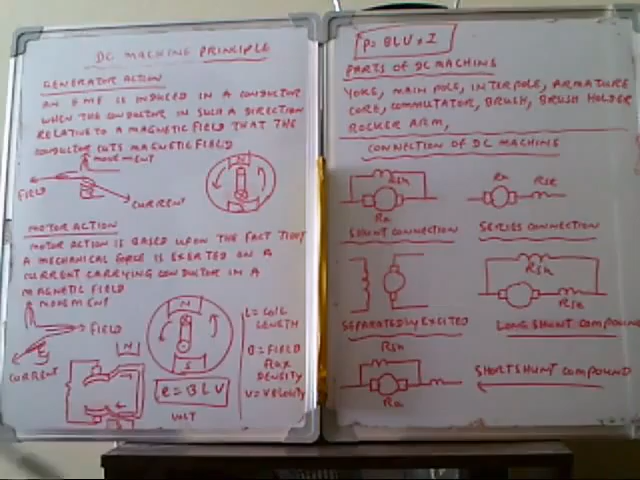 DC MACHINE PRINCIPLE
GENERATOR ACTION
AN EMF IS INDUCED IN A CONDUCTOR
WHEN THE CONDUCTOR IN SUCH A DIRECTION
RELATING TO A MAGNETIC FIELD THAT THE
CONDUCTOR CUTS MAGNETIC FIELD
MOVEMENT
FIELD
CURRENT
N
MOTOR ACTION
MOTOR ACTION IS BASED UPON THE FACT THAT
A MECHANICAL FORCE IS EXERTED ON A
CURRENT CARRYING CONDUCTOR IN A
MAGNETIC FIELD
MOVEMENT
FIELD
CURRENT
N
N
S
e = BLV
VOLT
L = COIL
LENGTH
B = FIELD
FLUX
DENSITY
V = VELOCITY
P = BLV × I
PARTS OF DC MACHINE
YOKE, MAIN POLE, INTERPOLE, ARMATURE
CORE, COMMUTATOR, BRUSH, BRUSH HOLDER
ROCKER ARM,
CONNECTION OF DC MACHINE
Rsh
Ra
SHUNT CONNECTION
Ra
Rse
SERIES CONNECTION
SEPARATEDLY EXCITED
Rsh
Rse
LONG SHUNT COMPOUND
Rsh
Ra
SHORT SHUNT COMPOUND